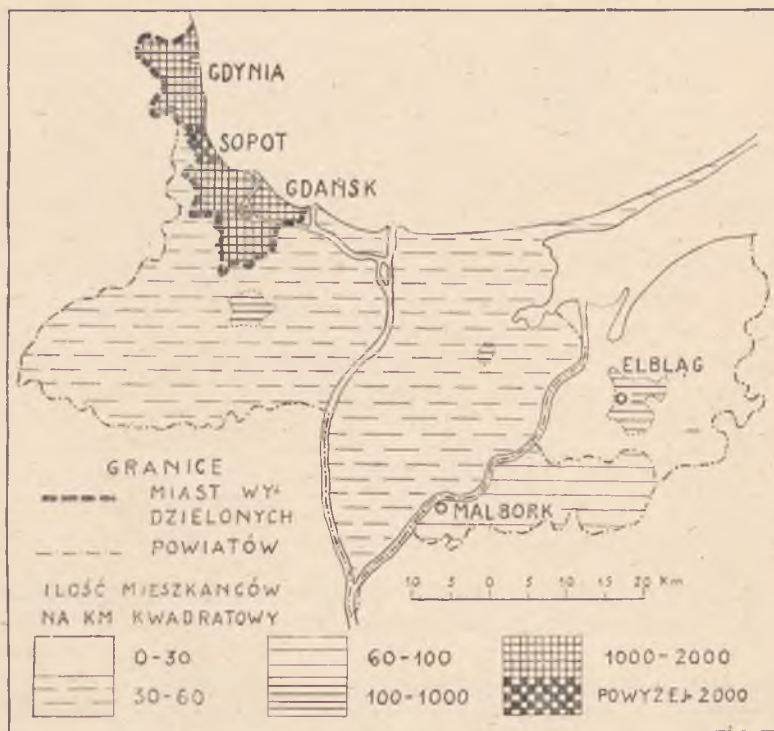 GDYNIA
SOPOT
GDAŃSK
ELBLĄG
MALBORK
GRANICE
MIAST WY-
DZIELONYCH
POWIATÓW
10 5 0 5 10 15 20 Km
ILOŚĆ MIESZKAŃCÓW
NA KM KWADRATOWY
0-30
30-60
60-100
100-1000
1000-2000
POWYŻEJ 2000